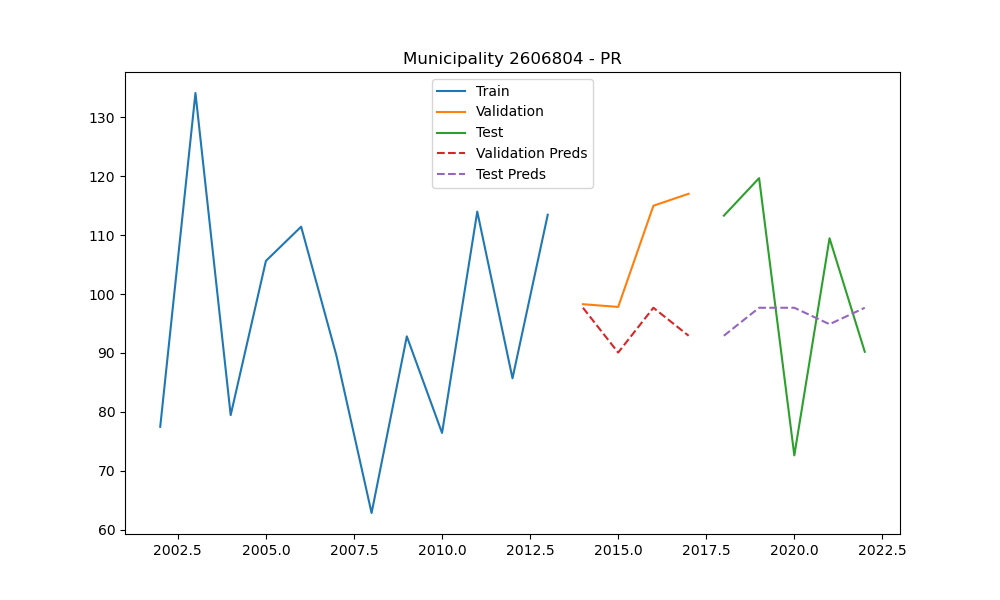 Municipality 2606804 - PR
Train
Validation
Test
Validation Preds
Test Preds
130
120
110
100
90
80
70
60
2002.5 2005.0 2007.5 2010.0 2012.5 2015.0 2017.5 2020.0 2022.5